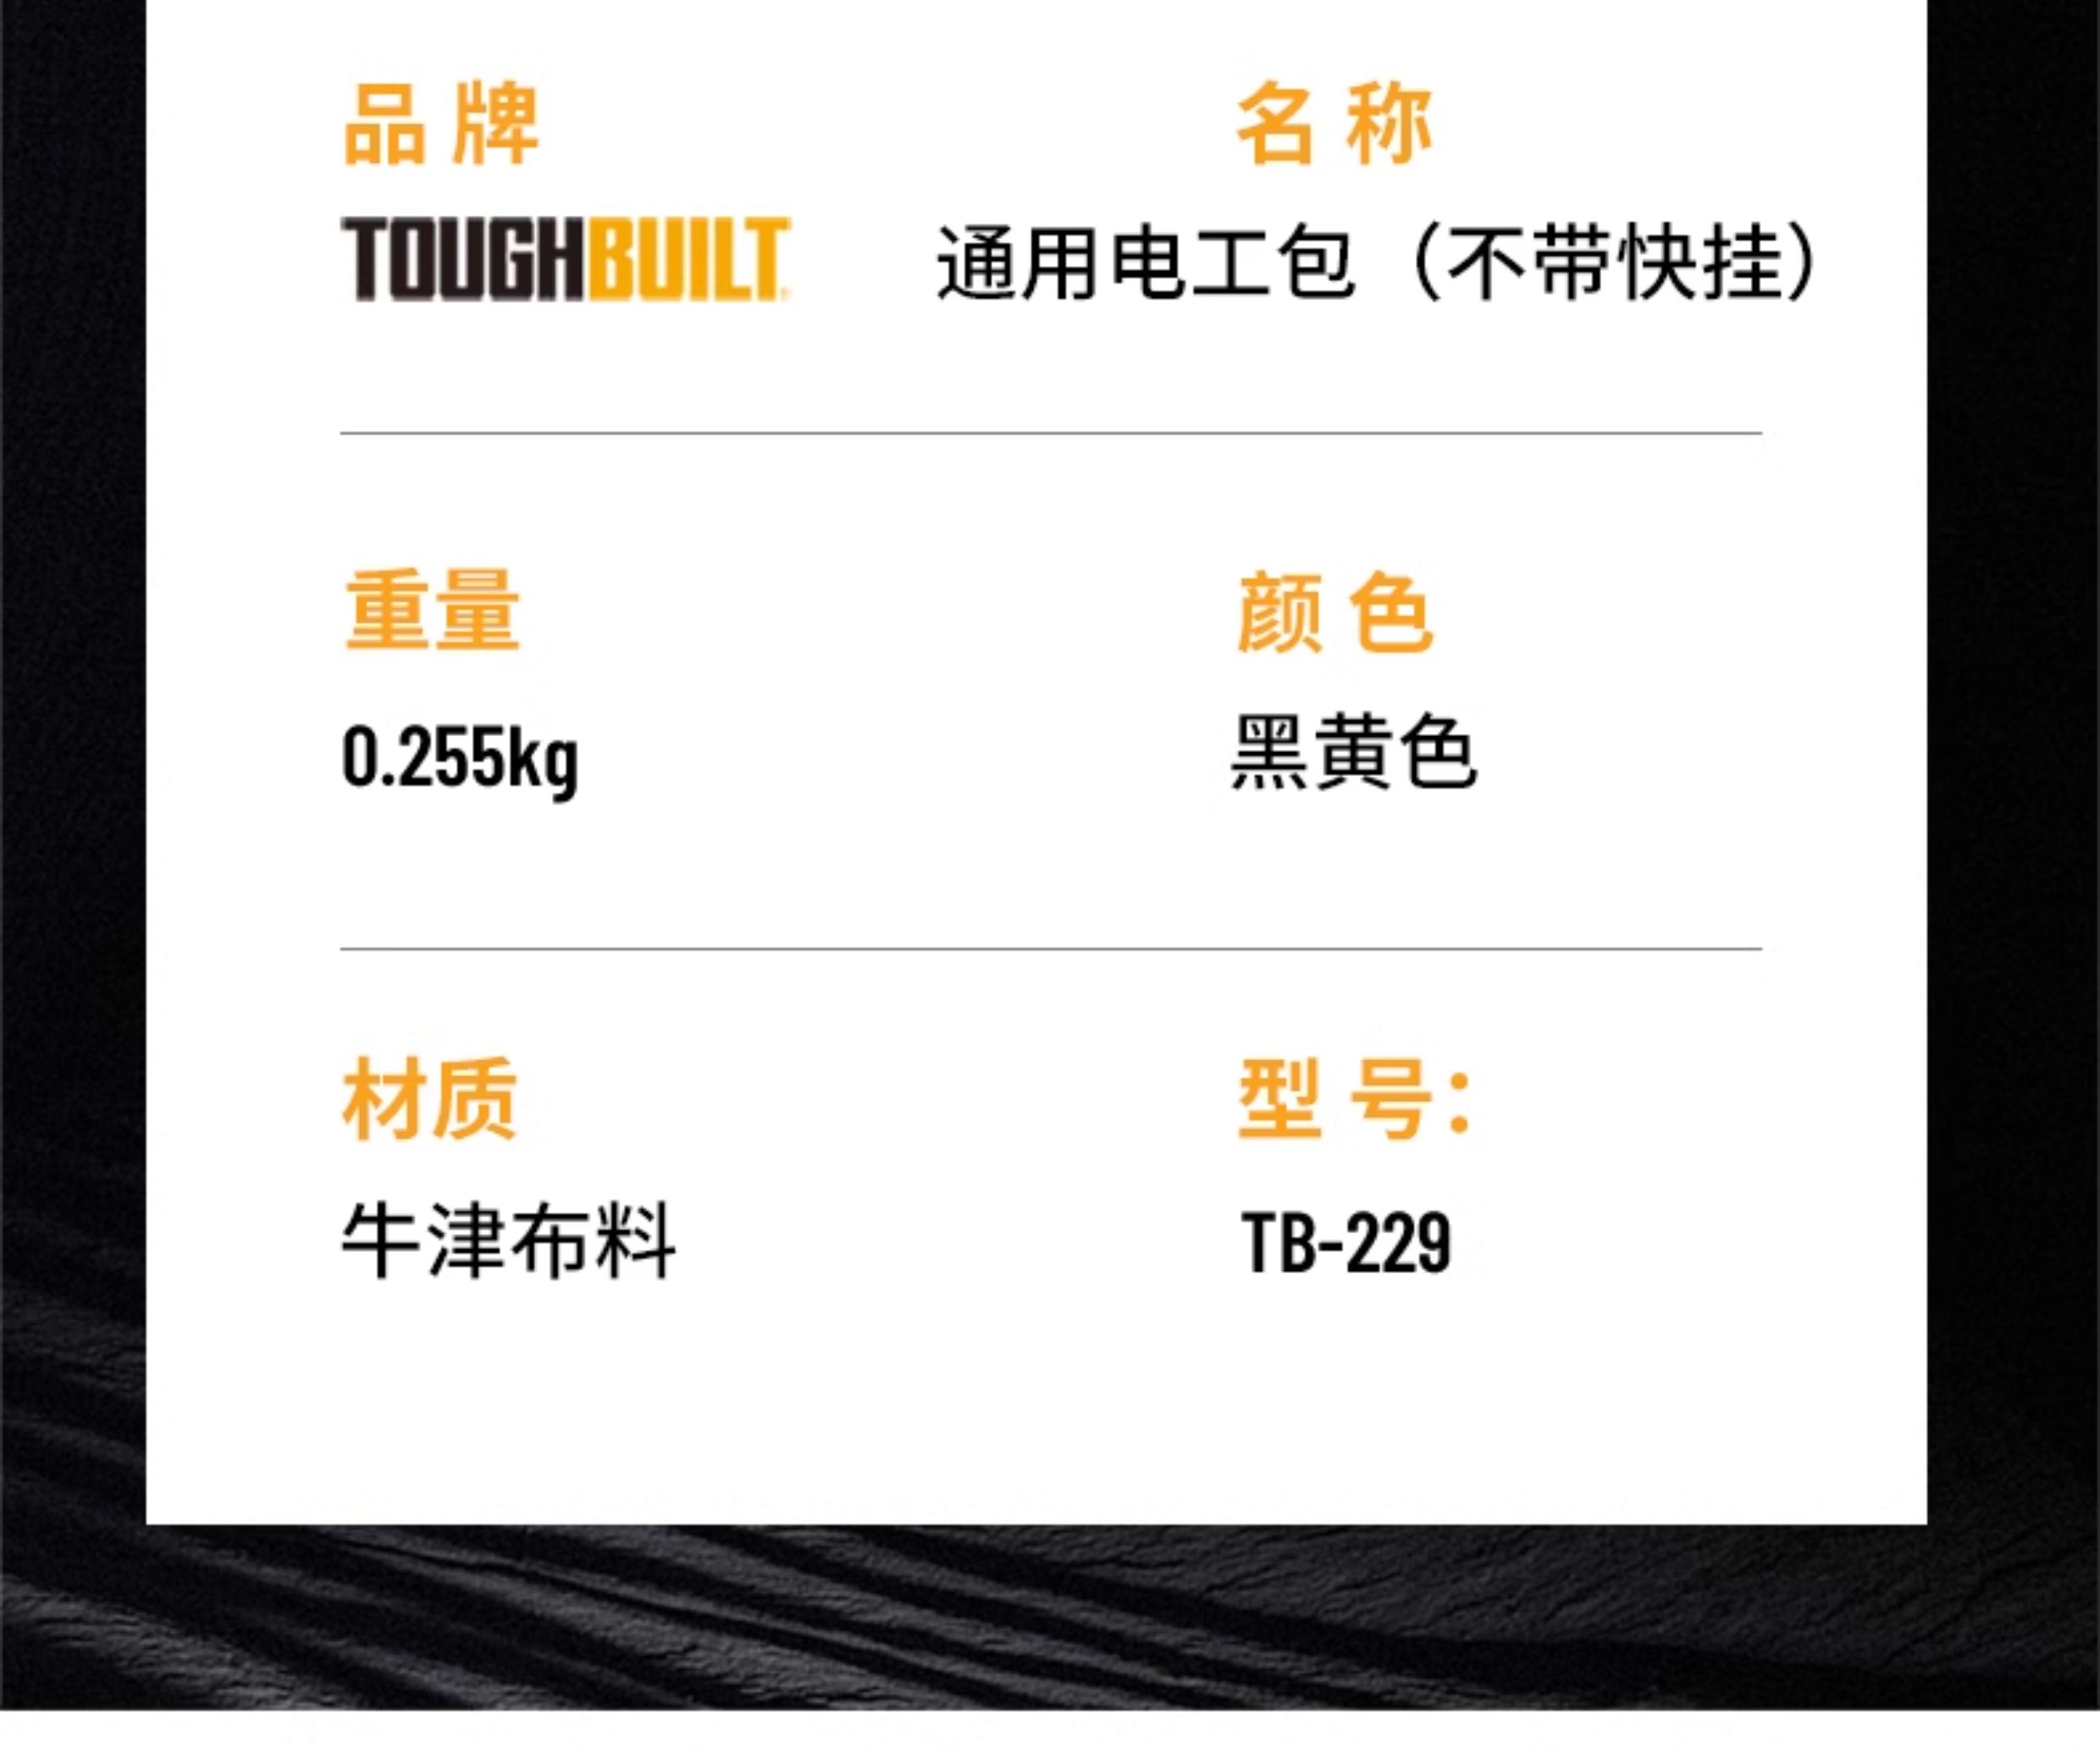 品牌
名称
TOUGHBUILT
通用电工包（不带快挂）
重量
颜色
0.255kg
黑黄色
材质
型号：
牛津布料
TB-229